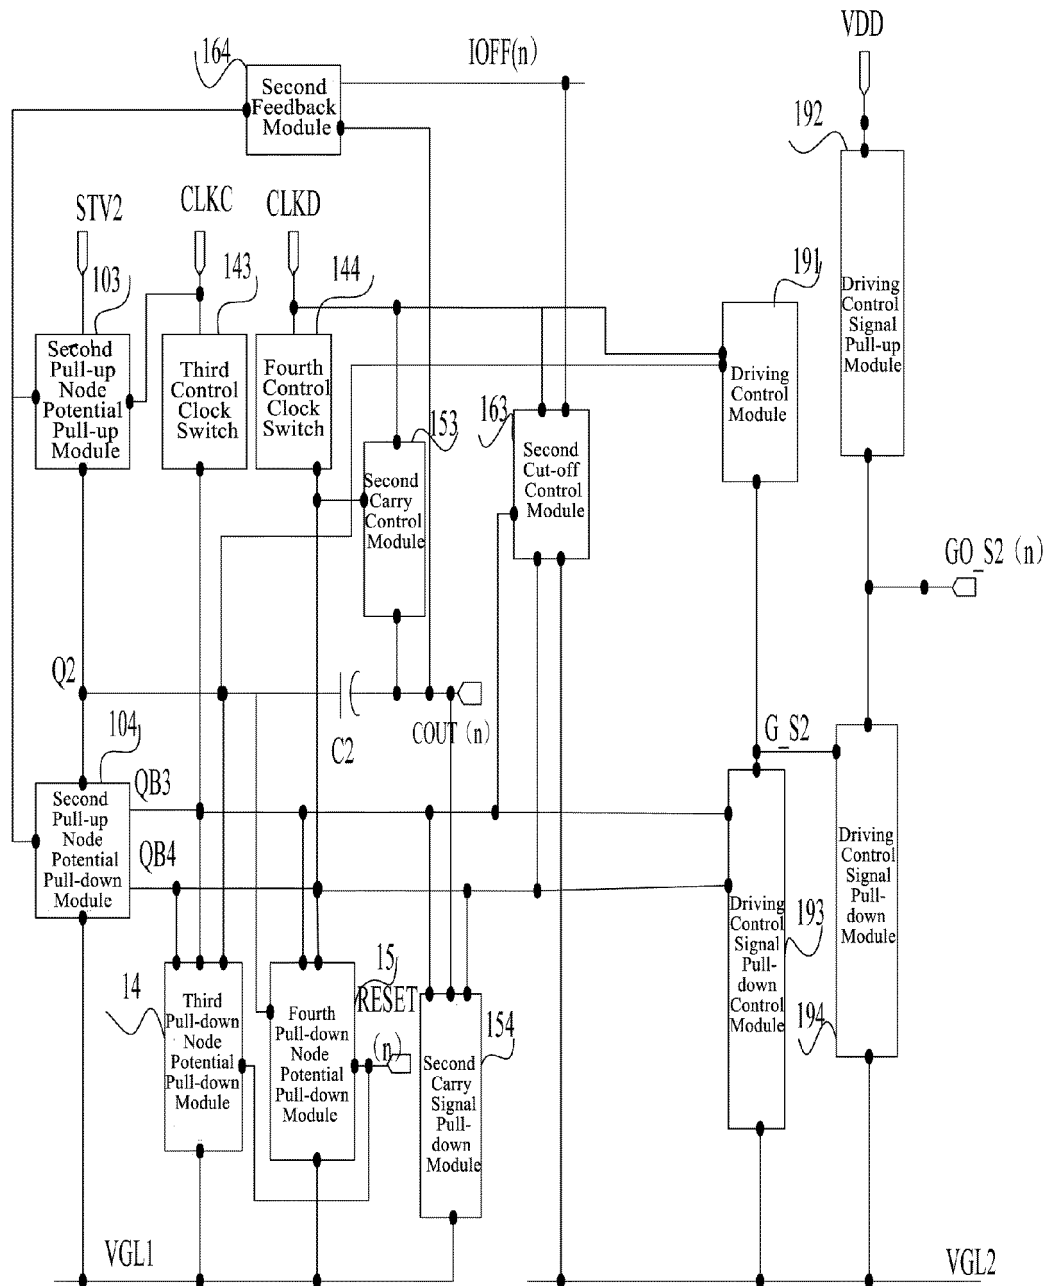 164
IOFF(n)
VDD
Second
Feedback
Module
192
STV2
CLKC
CLKD
103
143
144
191
Driving
Control
Signal
Pull-up
Module
Second
Pull-up
Node
Potential
Pull-up
Module
Third
Control
Clock
Switch
Fourth
Control
Clock
Switch
Driving
Control
Module
153
163
Second
Carry
Control
Module
Second
Cut-off
Control
Module
GO_S2 (n)
Q2
104
C2
COUT (n)
G_S2
QB3
QB4
Second
Pull-up
Node
Potential
Pull-down
Module
Driving
Control
Signal
Pull-
down
Module
Driving
Control
Signal
Pull-
down
Control
Module
193
14
15
RESET
(n)
154
194
Third
Pull-down
Node
Potential
Pull-down
Module
Fourth
Pull-down
Node
Potential
Pull-down
Module
Second
Carry
Signal
Pull-
down
Module
VGL1
VGL2